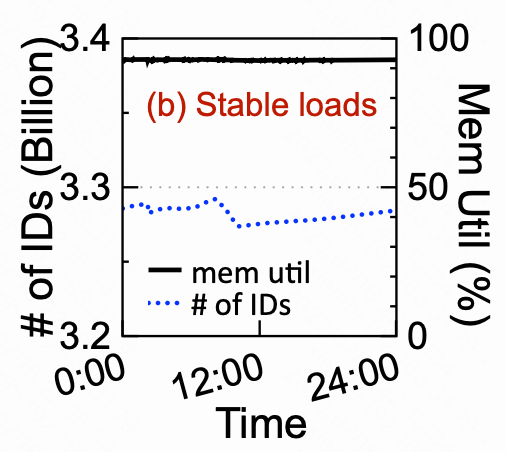 3.4
100
# of IDs (Billion)
Mem Util (%)
(b) Stable loads
3.3
50
mem util
# of IDs
3.2
0
0:00
12:00
24:00
Time